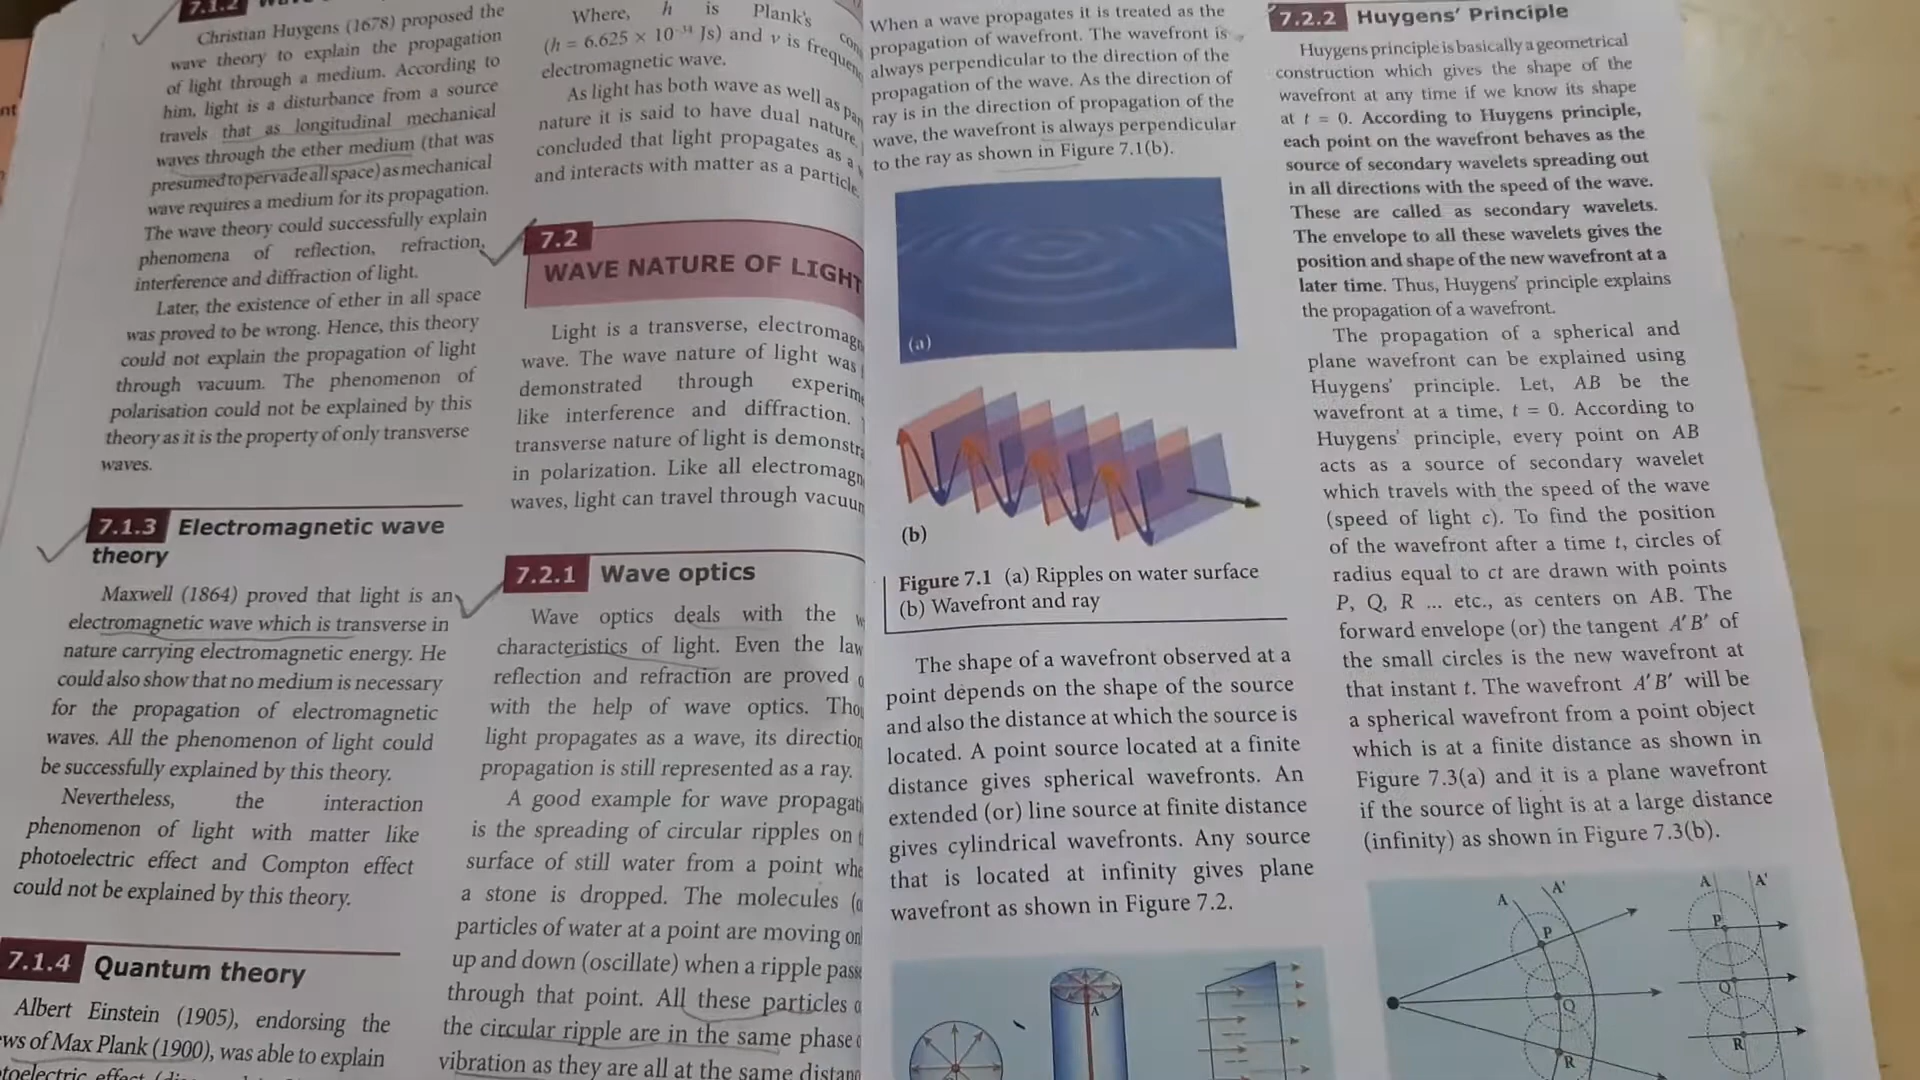 7.1.2
Christian Huygens (1678) proposed the
wave theory to explain the propagation
of light through a medium. According to
him, light is a disturbance from a source
travels that as longitudinal mechanical
waves through the ether medium (that was
presumed to pervade all space) as mechanical
wave requires a medium for its propagation.
The wave theory could successfully explain
phenomena of reflection, refraction,
interference and diffraction of light.
Later, the existence of ether in all space
was proved to be wrong. Hence, this theory
could not explain the propagation of light
through vacuum. The phenomenon of
polarisation could not be explained by this
theory as it is the property of only transverse
waves.
7.1.3 Electromagnetic wave
theory
Maxwell (1864) proved that light is an
electromagnetic wave which is transverse in
nature carrying electromagnetic energy. He
could also show that no medium is necessary
for the propagation of electromagnetic
waves. All the phenomenon of light could
be successfully explained by this theory.
Nevertheless, the interaction
phenomenon of light with matter like
photoelectric effect and Compton effect
could not be explained by this theory.
7.1.4 Quantum theory
Albert Einstein (1905), endorsing the
ws of Max Plank (1900), was able to explain
toelectric effect
Where, h is Plank's
(h = 6.625 × 10⁻³⁴ Js) and ν is frequen
electromagnetic wave.
As light has both wave as well as par
nature it is said to have dual nature.
concluded that light propagates as a
and interacts with matter as a particle.
7.2
WAVE NATURE OF LIGHT
Light is a transverse, electromagn
wave. The wave nature of light was
demonstrated through experime
like interference and diffraction.
transverse nature of light is demonstra
in polarization. Like all electromagn
waves, light can travel through vacuum
7.2.1 Wave optics
Wave optics deals with the w
characteristics of light. Even the law
reflection and refraction are proved
with the help of wave optics. Tho
light propagates as a wave, its direction
propagation is still represented as a ray.
A good example for wave propagati
is the spreading of circular ripples on
surface of still water from a point whe
a stone is dropped. The molecules
particles of water at a point are moving on
up and down (oscillate) when a ripple passe
through that point. All these particles
the circular ripple are in the same phase
vibration as they are all at the same distanc
When a wave propagates it is treated as the
propagation of wavefront. The wavefront is
always perpendicular to the direction of the
propagation of the wave. As the direction of
ray is in the direction of propagation of the
wave, the wavefront is always perpendicular
to the ray as shown in Figure 7.1(b).
(a)
(b)
Figure 7.1 (a) Ripples on water surface
(b) Wavefront and ray
The shape of a wavefront observed at a
point depends on the shape of the source
and also the distance at which the source is
located. A point source located at a finite
distance gives spherical wavefronts. An
extended (or) line source at finite distance
gives cylindrical wavefronts. Any source
that is located at infinity gives plane
wavefront as shown in Figure 7.2.
A
7.2.2 Huygens' Principle
Huygens principle is basically a geometrical
construction which gives the shape of the
wavefront at any time if we know its shape
at t = 0. According to Huygens principle,
each point on the wavefront behaves as the
source of secondary wavelets spreading out
in all directions with the speed of the wave.
These are called as secondary wavelets.
The envelope to all these wavelets gives the
position and shape of the new wavefront at a
later time. Thus, Huygens' principle explains
the propagation of a wavefront.
The propagation of a spherical and
plane wavefront can be explained using
Huygens' principle. Let, AB be the
wavefront at a time, t = 0. According to
Huygens' principle, every point on AB
acts as a source of secondary wavelet
which travels with the speed of the wave
(speed of light c). To find the position
of the wavefront after a time t, circles of
radius equal to ct are drawn with points
P, Q, R ... etc., as centers on AB. The
forward envelope (or) the tangent A′B′ of
the small circles is the new wavefront at
that instant t. The wavefront A′B′ will be
a spherical wavefront from a point object
which is at a finite distance as shown in
Figure 7.3(a) and it is a plane wavefront
if the source of light is at a large distance
(infinity) as shown in Figure 7.3(b).
A A'
P
Q
R
A A'
P
Q
R